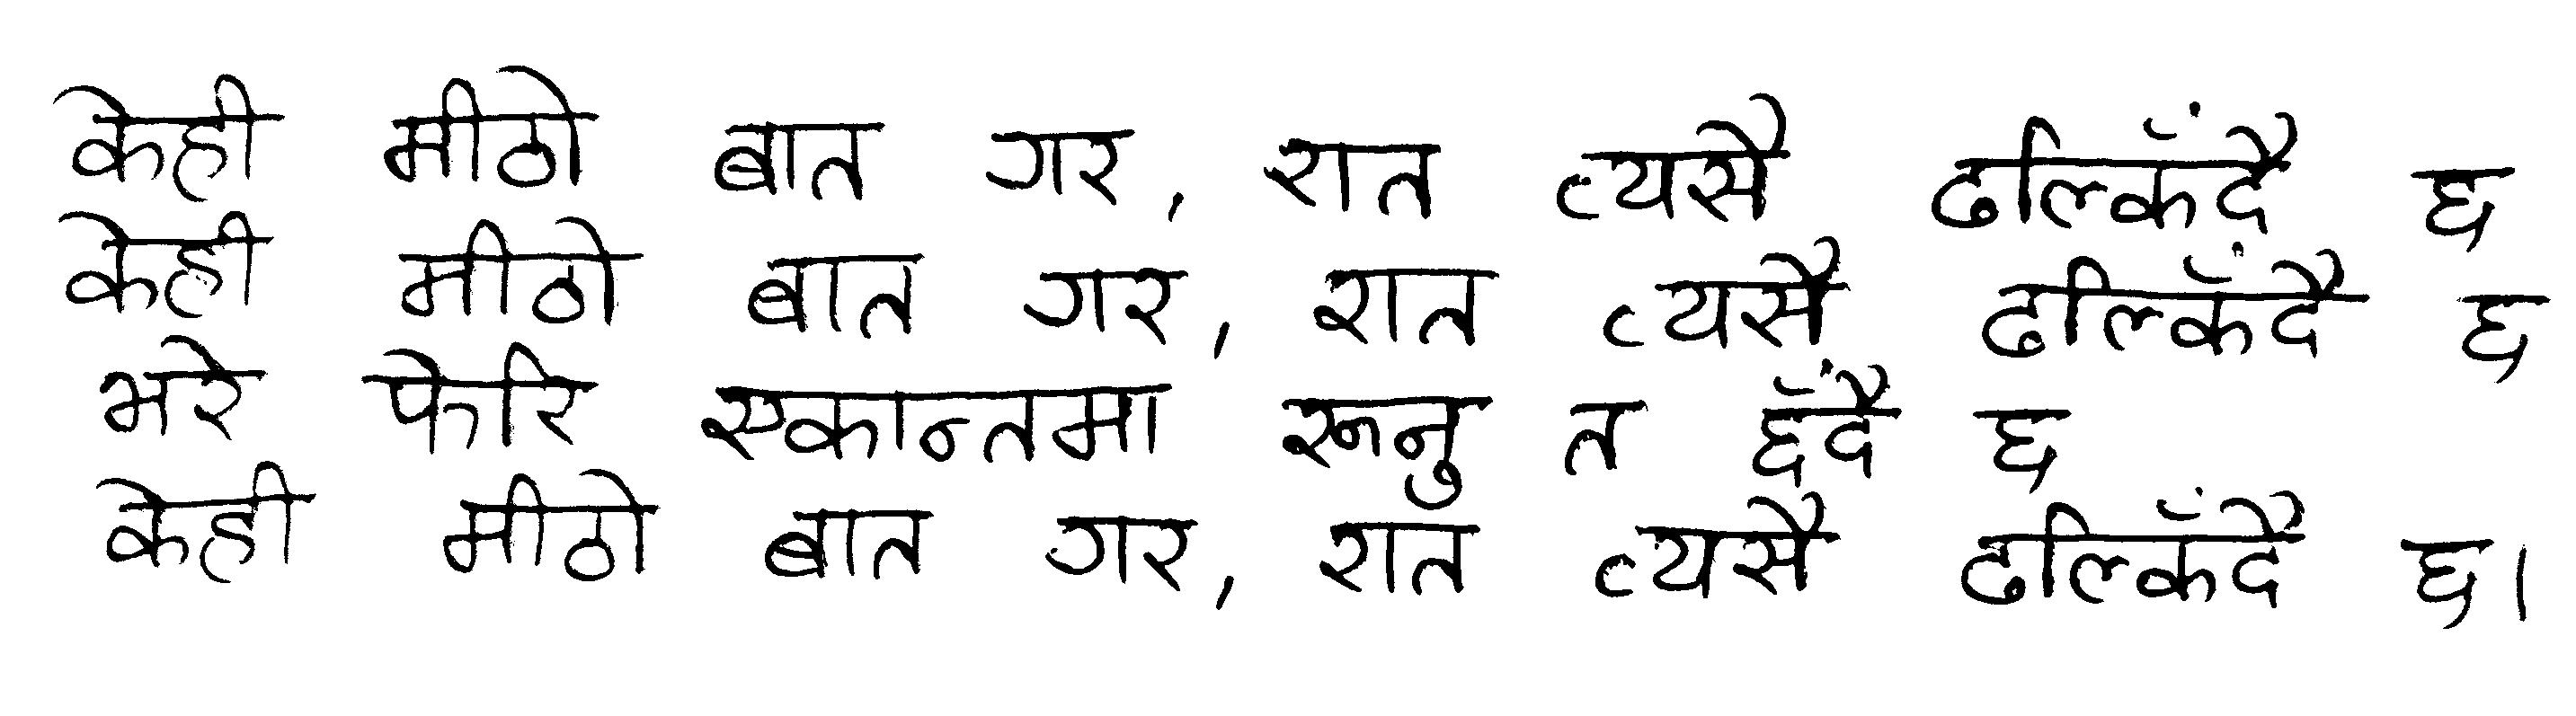 केही मीठो बात गर, रात त्यसै ढल्किँदै छ
केही मीठो बात गर, रात त्यसै ढल्किँदै छ
भरे फेरि एकान्तमा रूनु त छँदै छ
केही मीठो बात गर, रात त्यसै ढल्किँदै छ।